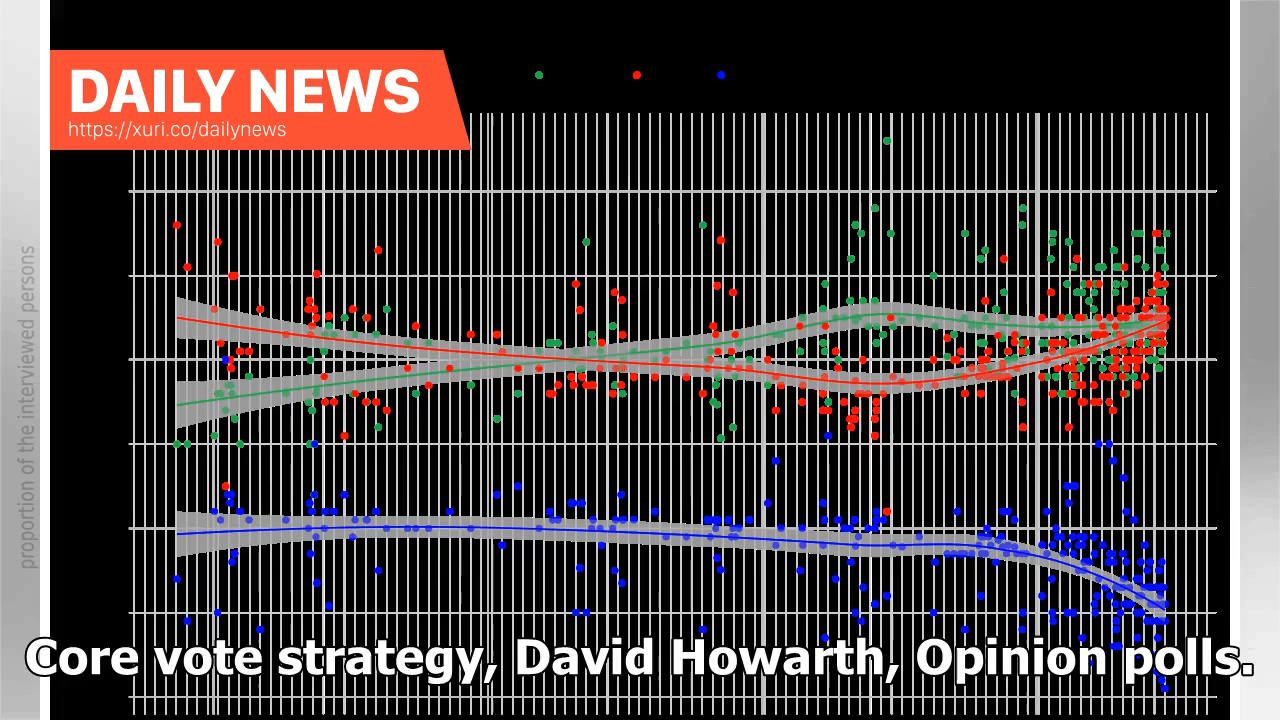 DAILY NEWS
https://xuri.co/dailynews
proportion of the interviewed persons
Core vote strategy, David Howarth, Opinion polls.